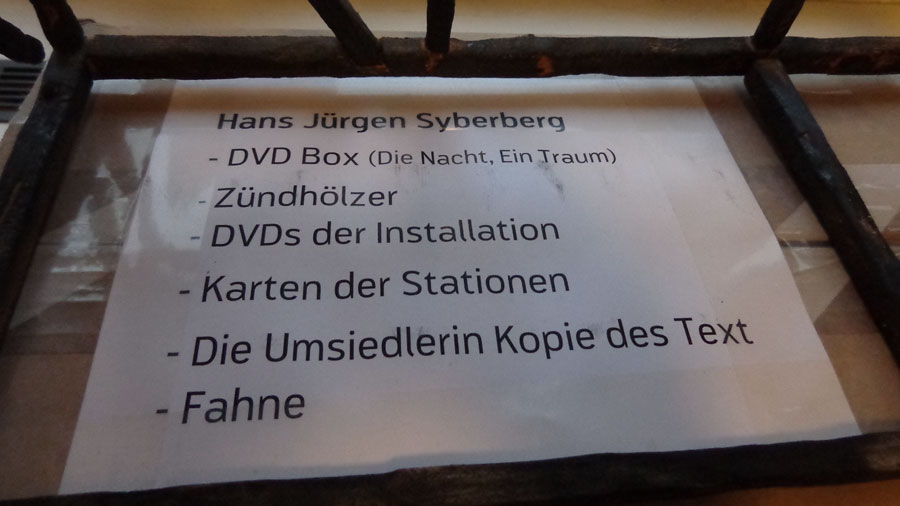 Hans Jürgen Syberberg
- DVD Box (Die Nacht, Ein Traum)
- Zündhölzer
- DVDs der Installation
- Karten der Stationen
- Die Umsiedlerin Kopie des Text
- Fahne